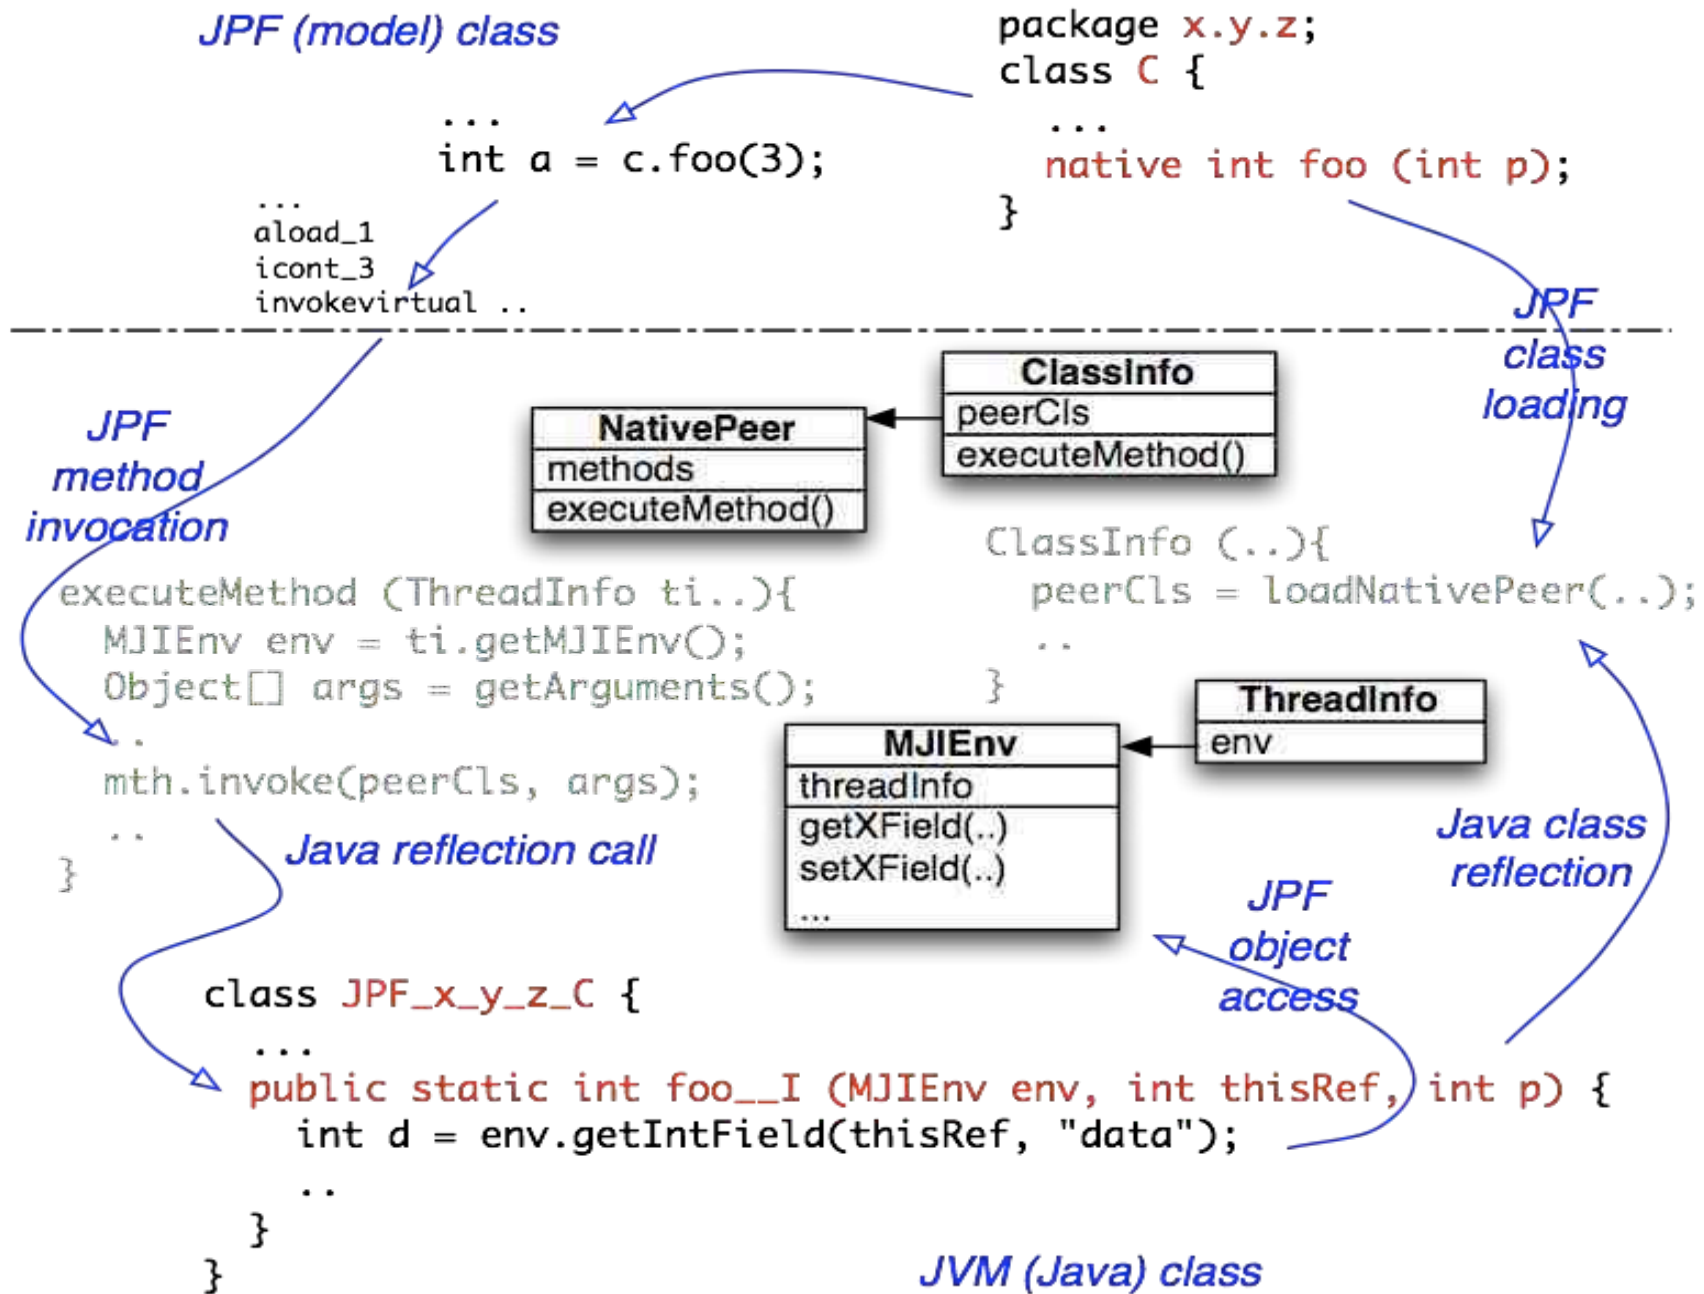 JPF (model) class
package x.y.z;
class C {
...
native int foo (int p);
}
...
int a = c.foo(3);
...
aload_1
icont_3
invokevirtual ..
JPF
class
loading
JPF
method
invocation
ClassInfo
peerCls
executeMethod()
NativePeer
methods
executeMethod()
ClassInfo (..){
peerCls = loadNativePeer(..);
..
}
executeMethod (ThreadInfo ti..){
MJIEnv env = ti.getMJIEnv();
Object[] args = getArguments();
..
mth.invoke(peerCls, args);
..
}
ThreadInfo
env
MJIEnv
threadInfo
getXField(..)
setXField(..)
...
Java reflection call
Java class
reflection
JPF
object
access
class JPF_x_y_z_C {
...
public static int foo__I (MJIEnv env, int thisRef, int p) {
int d = env.getIntField(thisRef, "data");
..
}
}
JVM (Java) class